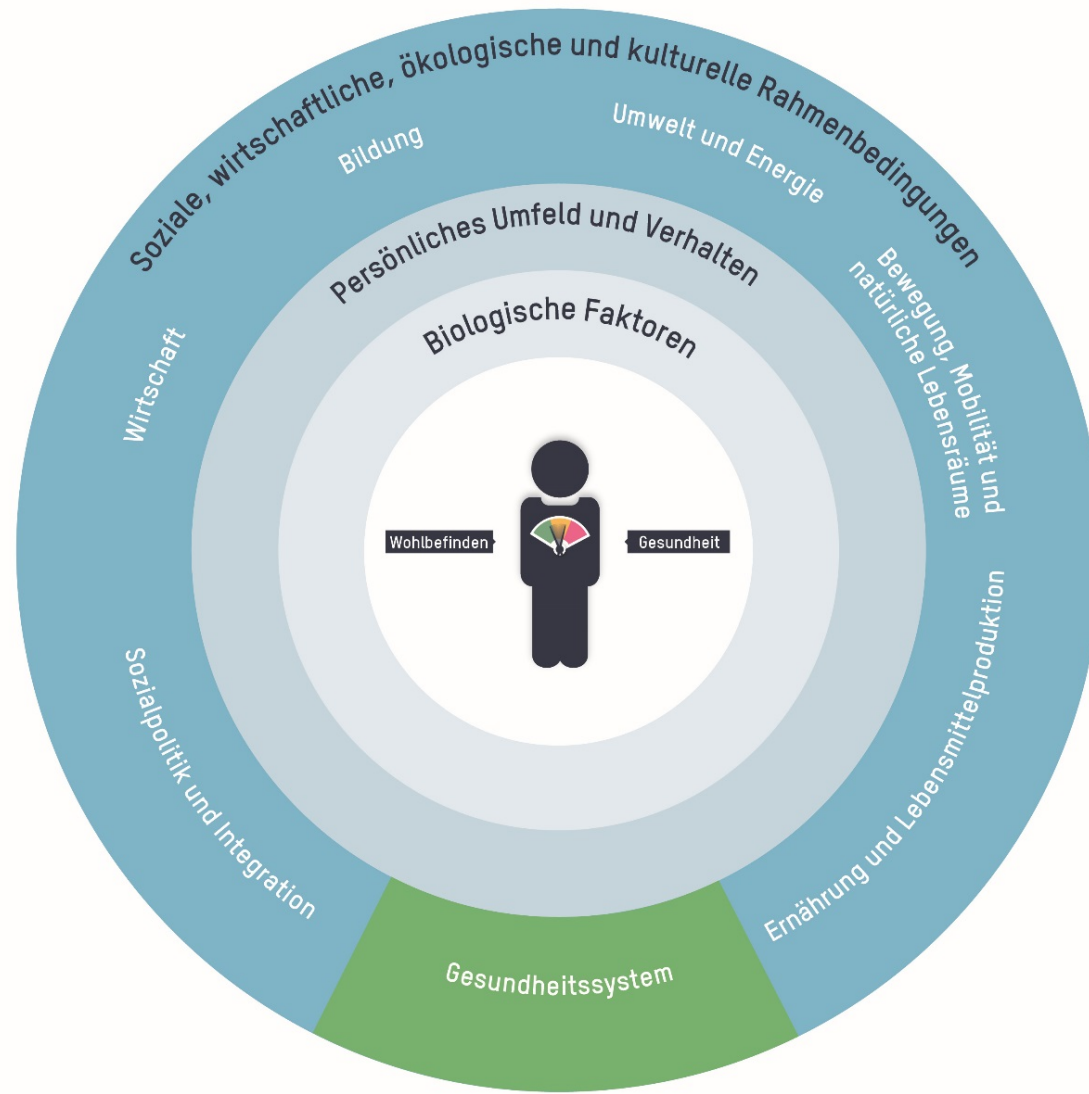 Soziale, wirtschaftliche, ökologische und kulturelle Rahmenbedingungen
Bildung
Umwelt und Energie
Persönliches Umfeld und Verhalten
Bewegung, Mobilität und
natürliche Lebensräume
Biologische Faktoren
Wirtschaft
Wohlbefinden
Gesundheit
Sozialpolitik und Integration
Ernährung und Lebensmittelproduktion
Gesundheitssystem